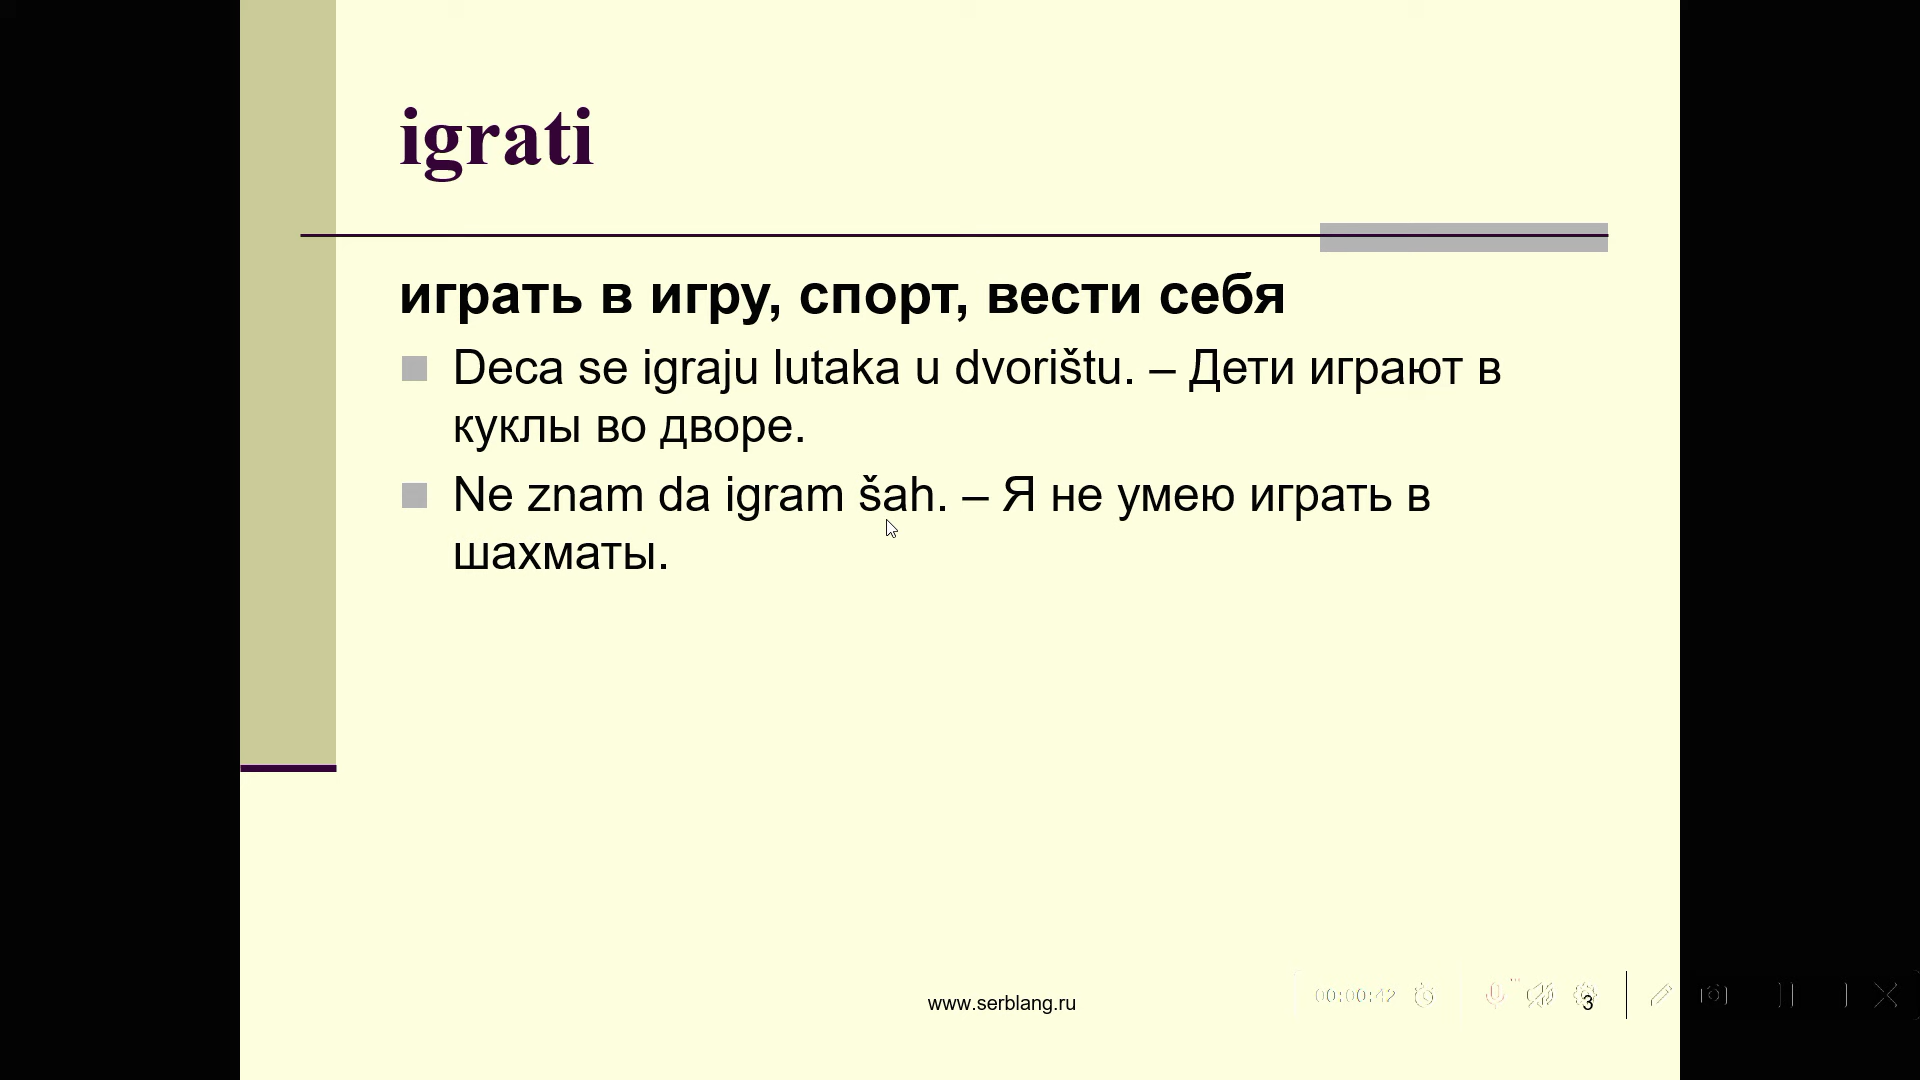 igrati
играть в игру, спорт, вести себя
Deca se igraju lutaka u dvorištu. – Дети играют в
куклы во дворе.
Ne znam da igram šah. – Я не умею играть в
шахматы.
www.serblang.ru
00:00:42
3